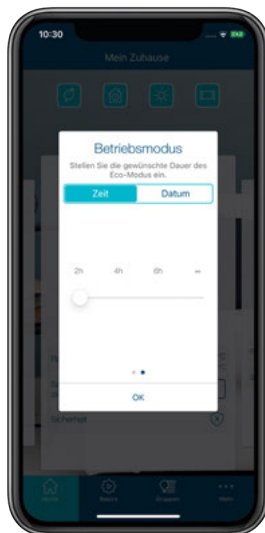 10:30
Mein Zuhause
Betriebsmodus
Stellen Sie die gewünschte Dauer des
Eco-Modus ein.
Zeit Datum
2h 4h 6h ∞
OK
Sicherheit
Home Szene Gruppen Mehr